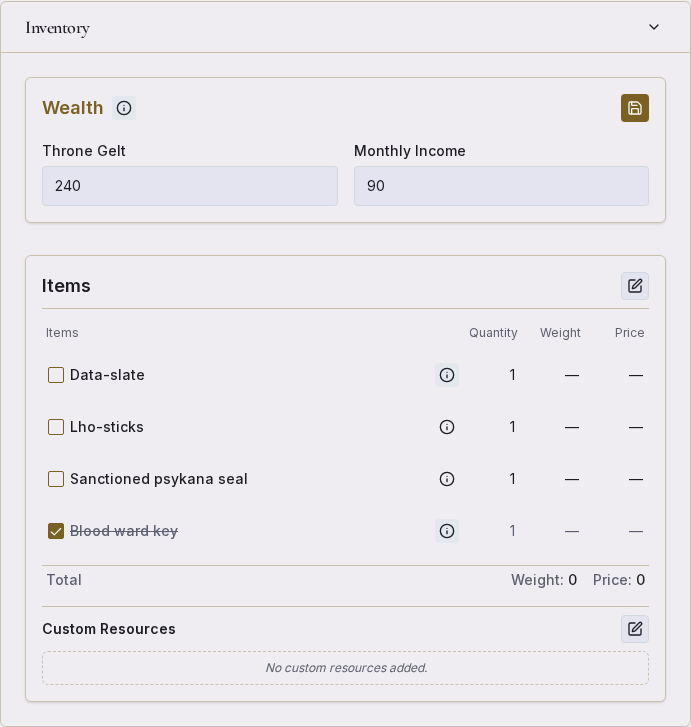 Inventory
Wealth
Throne Gelt Monthly Income
240 90
Items
Items Quantity Weight Price
Data-slate 1 — —
Lho-sticks 1 — —
Sanctioned psykana seal 1 — —
Blood ward key 1 — —
Total Weight: 0 Price: 0
Custom Resources
No custom resources added.